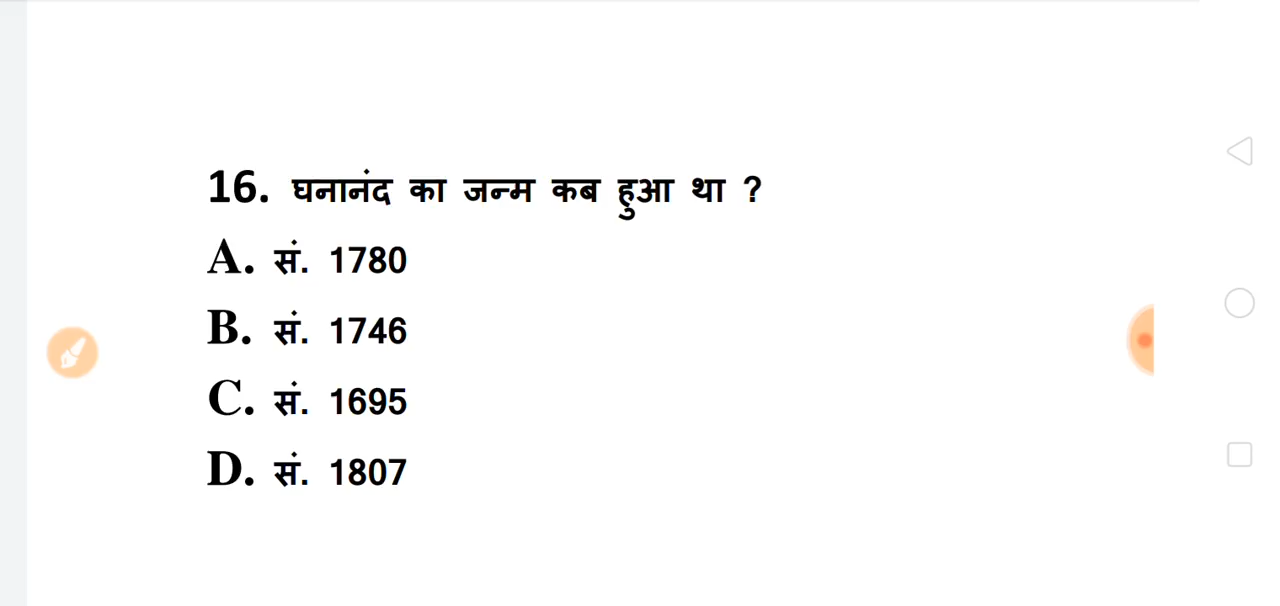 16. घनानंद का जन्म कब हुआ था ?
A. सं. 1780
B. सं. 1746
C. सं. 1695
D. सं. 1807